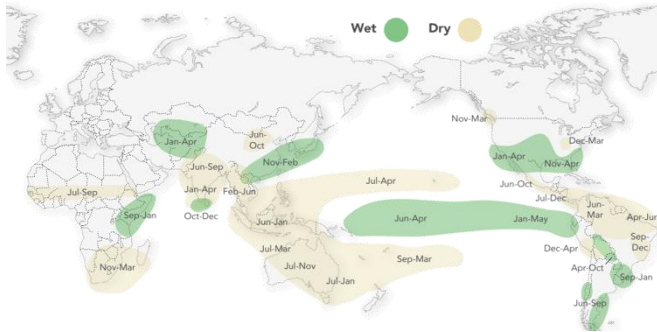 Wet
Dry
Nov-Mar
Jan-Apr
Jun-Oct
Dec-Mar
Nov-Feb
Jan-Apr
Nov-Apr
Jun-Sep
Jul-Sep
Jan-Apr
Feb-Jun
Jul-Apr
Jun-Oct
Jul-Dec
Sep-Jan
Oct-Dec
Jun-Jan
Jun-Apr
Jan-May
Jun-Mar
Apr-Jun
Jul-Mar
Sep-Mar
Dec-Apr
Sep-Dec
Nov-Mar
Jul-Nov
Jul-Jan
Apr-Oct
Sep-Jan
Jun-Sep